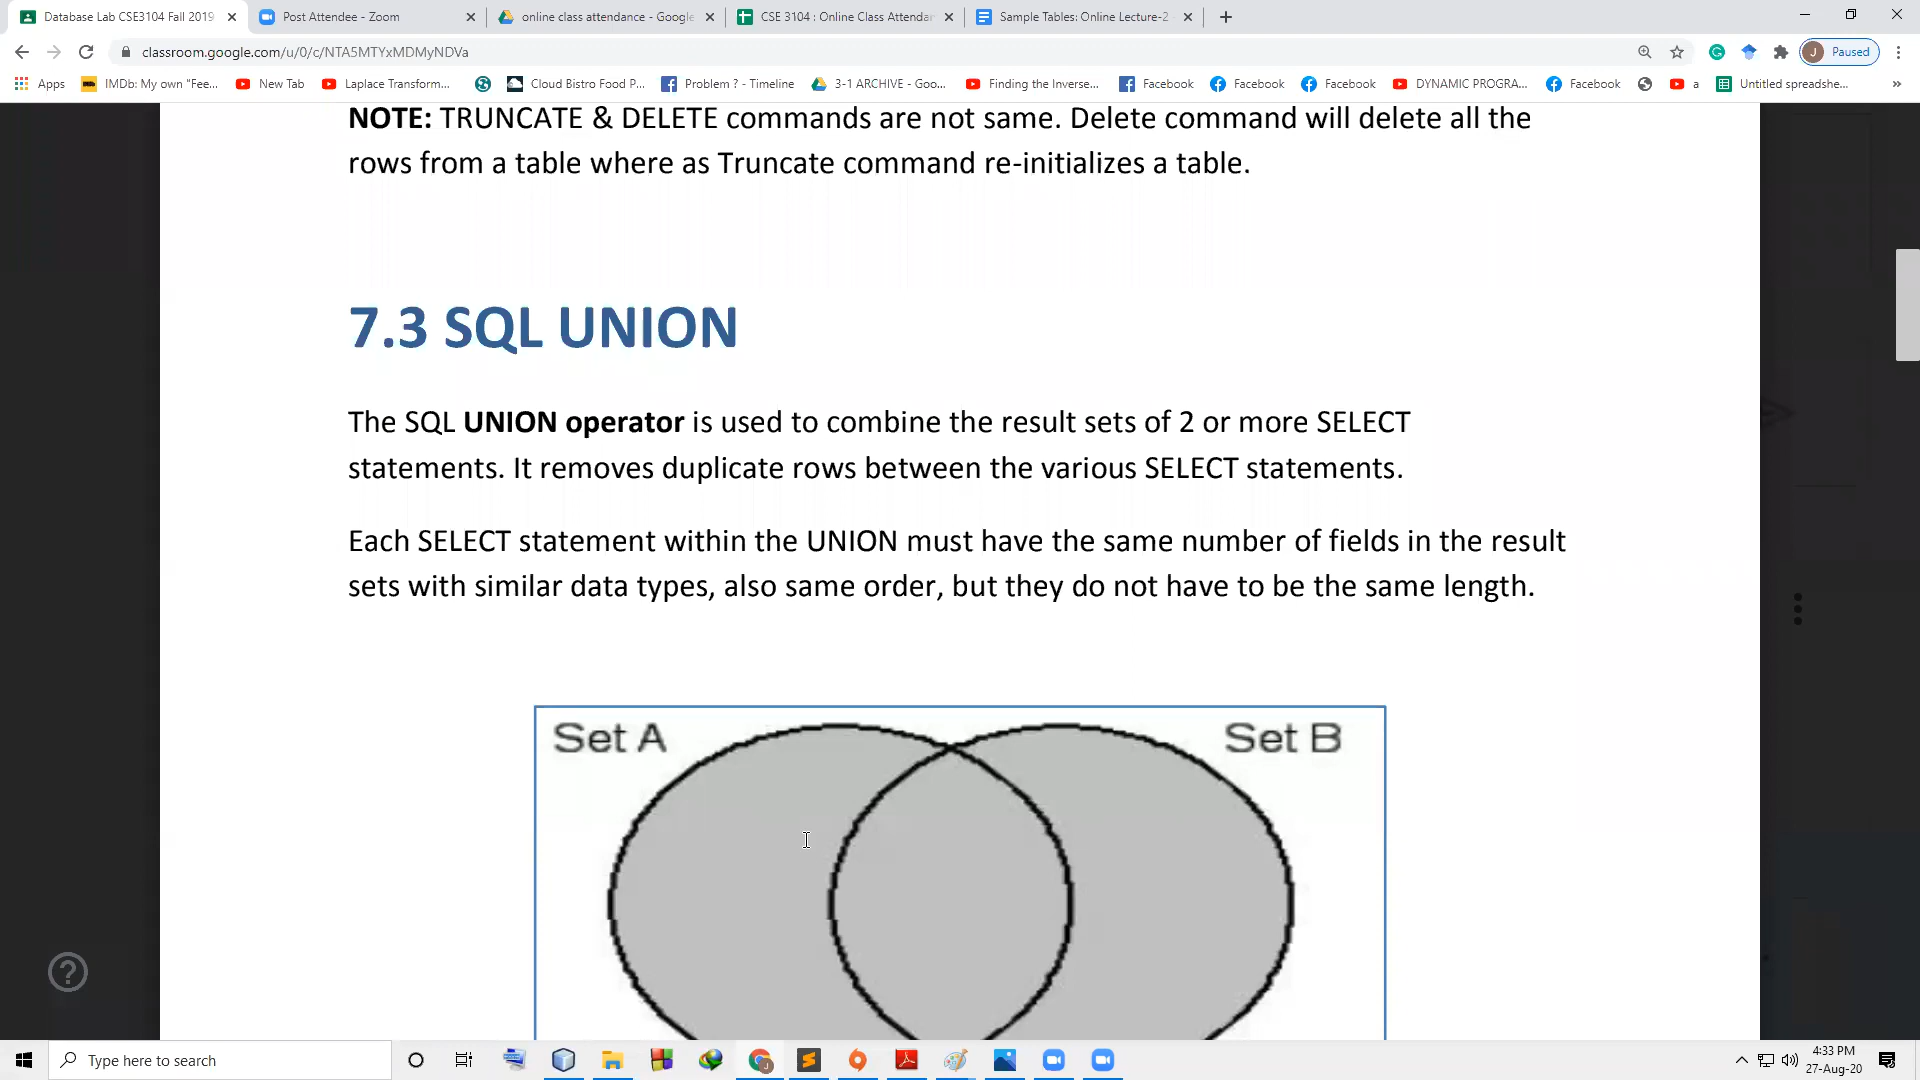 Database Lab CSE3104 Fall 2019
Post Attendee - Zoom
online class attendance - Google
CSE 3104 : Online Class Attendan
Sample Tables: Online Lecture-2
classroom.google.com/u/0/c/NTA5MTYxMDMyNDVa
J Paused
Apps
IMDb: My own "Fee...
New Tab
Laplace Transform...
Cloud Bistro Food P...
Problem ? - Timeline
3-1 ARCHIVE - Goo...
Finding the Inverse...
Facebook
Facebook
Facebook
DYNAMIC PROGRA...
Facebook
a
Untitled spreadshe...
»
NOTE: TRUNCATE & DELETE commands are not same. Delete command will delete all the
rows from a table where as Truncate command re-initializes a table.
7.3 SQL UNION
The SQL UNION operator is used to combine the result sets of 2 or more SELECT
statements. It removes duplicate rows between the various SELECT statements.
Each SELECT statement within the UNION must have the same number of fields in the result
sets with similar data types, also same order, but they do not have to be the same length.
Set A
Set B
Type here to search
4:33 PM
27-Aug-20